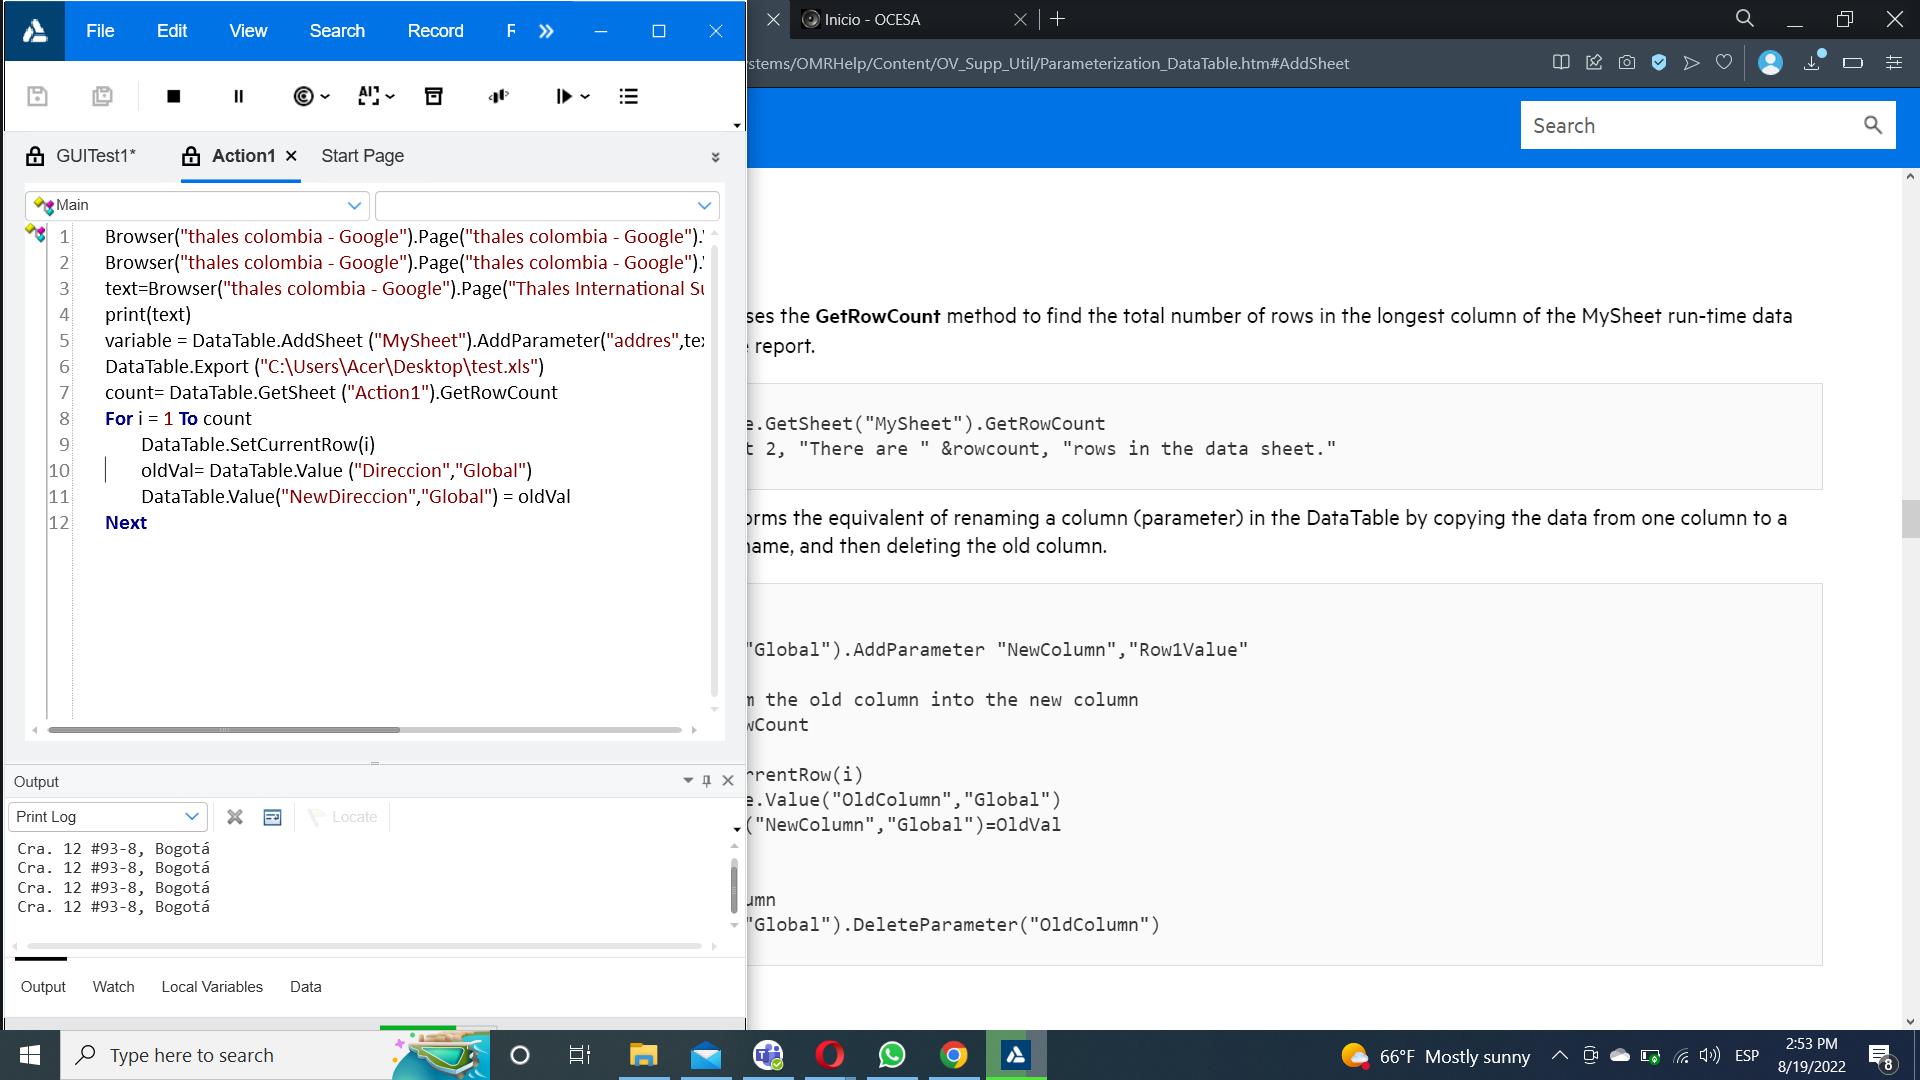 File Edit View Search Record
GUITest1* Action1 Start Page
Main
1 Browser("thales colombia - Google").Page("thales colombia - Google").
2 Browser("thales colombia - Google").Page("thales colombia - Google").
3 text=Browser("thales colombia - Google").Page("Thales International
4 print(text)
5 variable = DataTable.AddSheet ("MySheet").AddParameter("addres",
6 DataTable.Export ("C:\Users\Acer\Desktop\test.xls")
7 count= DataTable.GetSheet ("Action1").GetRowCount
8 For i = 1 To count
9 DataTable.SetCurrentRow(i)
10 oldVal= DataTable.Value ("Direccion","Global")
11 DataTable.Value("NewDireccion","Global") = oldVal
12 Next
Output
Print Log Locate
Cra. 12 #93-8, Bogotá
Cra. 12 #93-8, Bogotá
Cra. 12 #93-8, Bogotá
Cra. 12 #93-8, Bogotá
Output Watch Local Variables Data
Inicio - OCESA
stems/OMRHelp/Content/OV_Supp_Util/Parameterization_DataTable.htm#AddSheet
Search
ses the GetRowCount method to find the total number of rows in the longest column of the MySheet run-time data
report.
e.GetSheet("MySheet").GetRowCount
t 2, "There are " &rowcount, "rows in the data sheet."
orms the equivalent of renaming a column (parameter) in the DataTable by copying the data from one column to a
name, and then deleting the old column.
"Global").AddParameter "NewColumn","Row1Value"
m the old column into the new column
wCount
rrentRow(i)
e.Value("OldColumn","Global")
("NewColumn","Global")=OldVal
umn
"Global").DeleteParameter("OldColumn")
Type here to search
66°F Mostly sunny
ESP
2:53 PM
8/19/2022
8